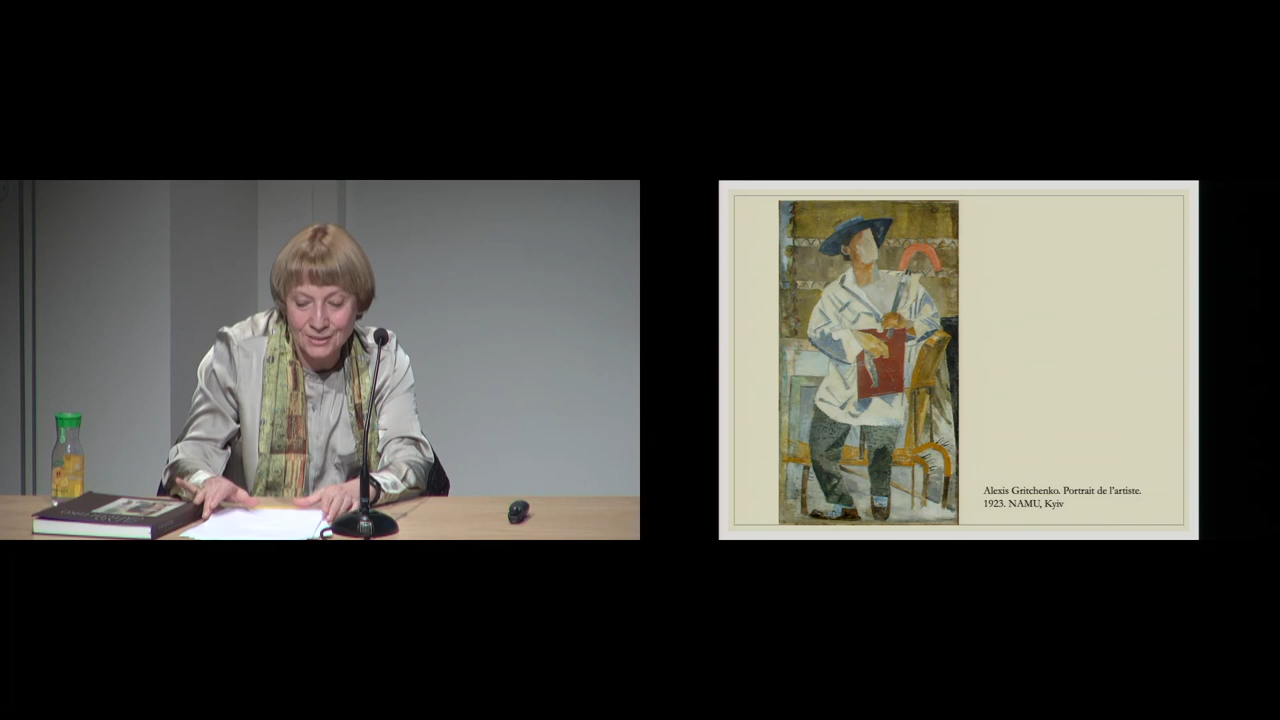 Alexis Gritchenko. Portrait de l'artiste.
1923. NAMU, Kyiv